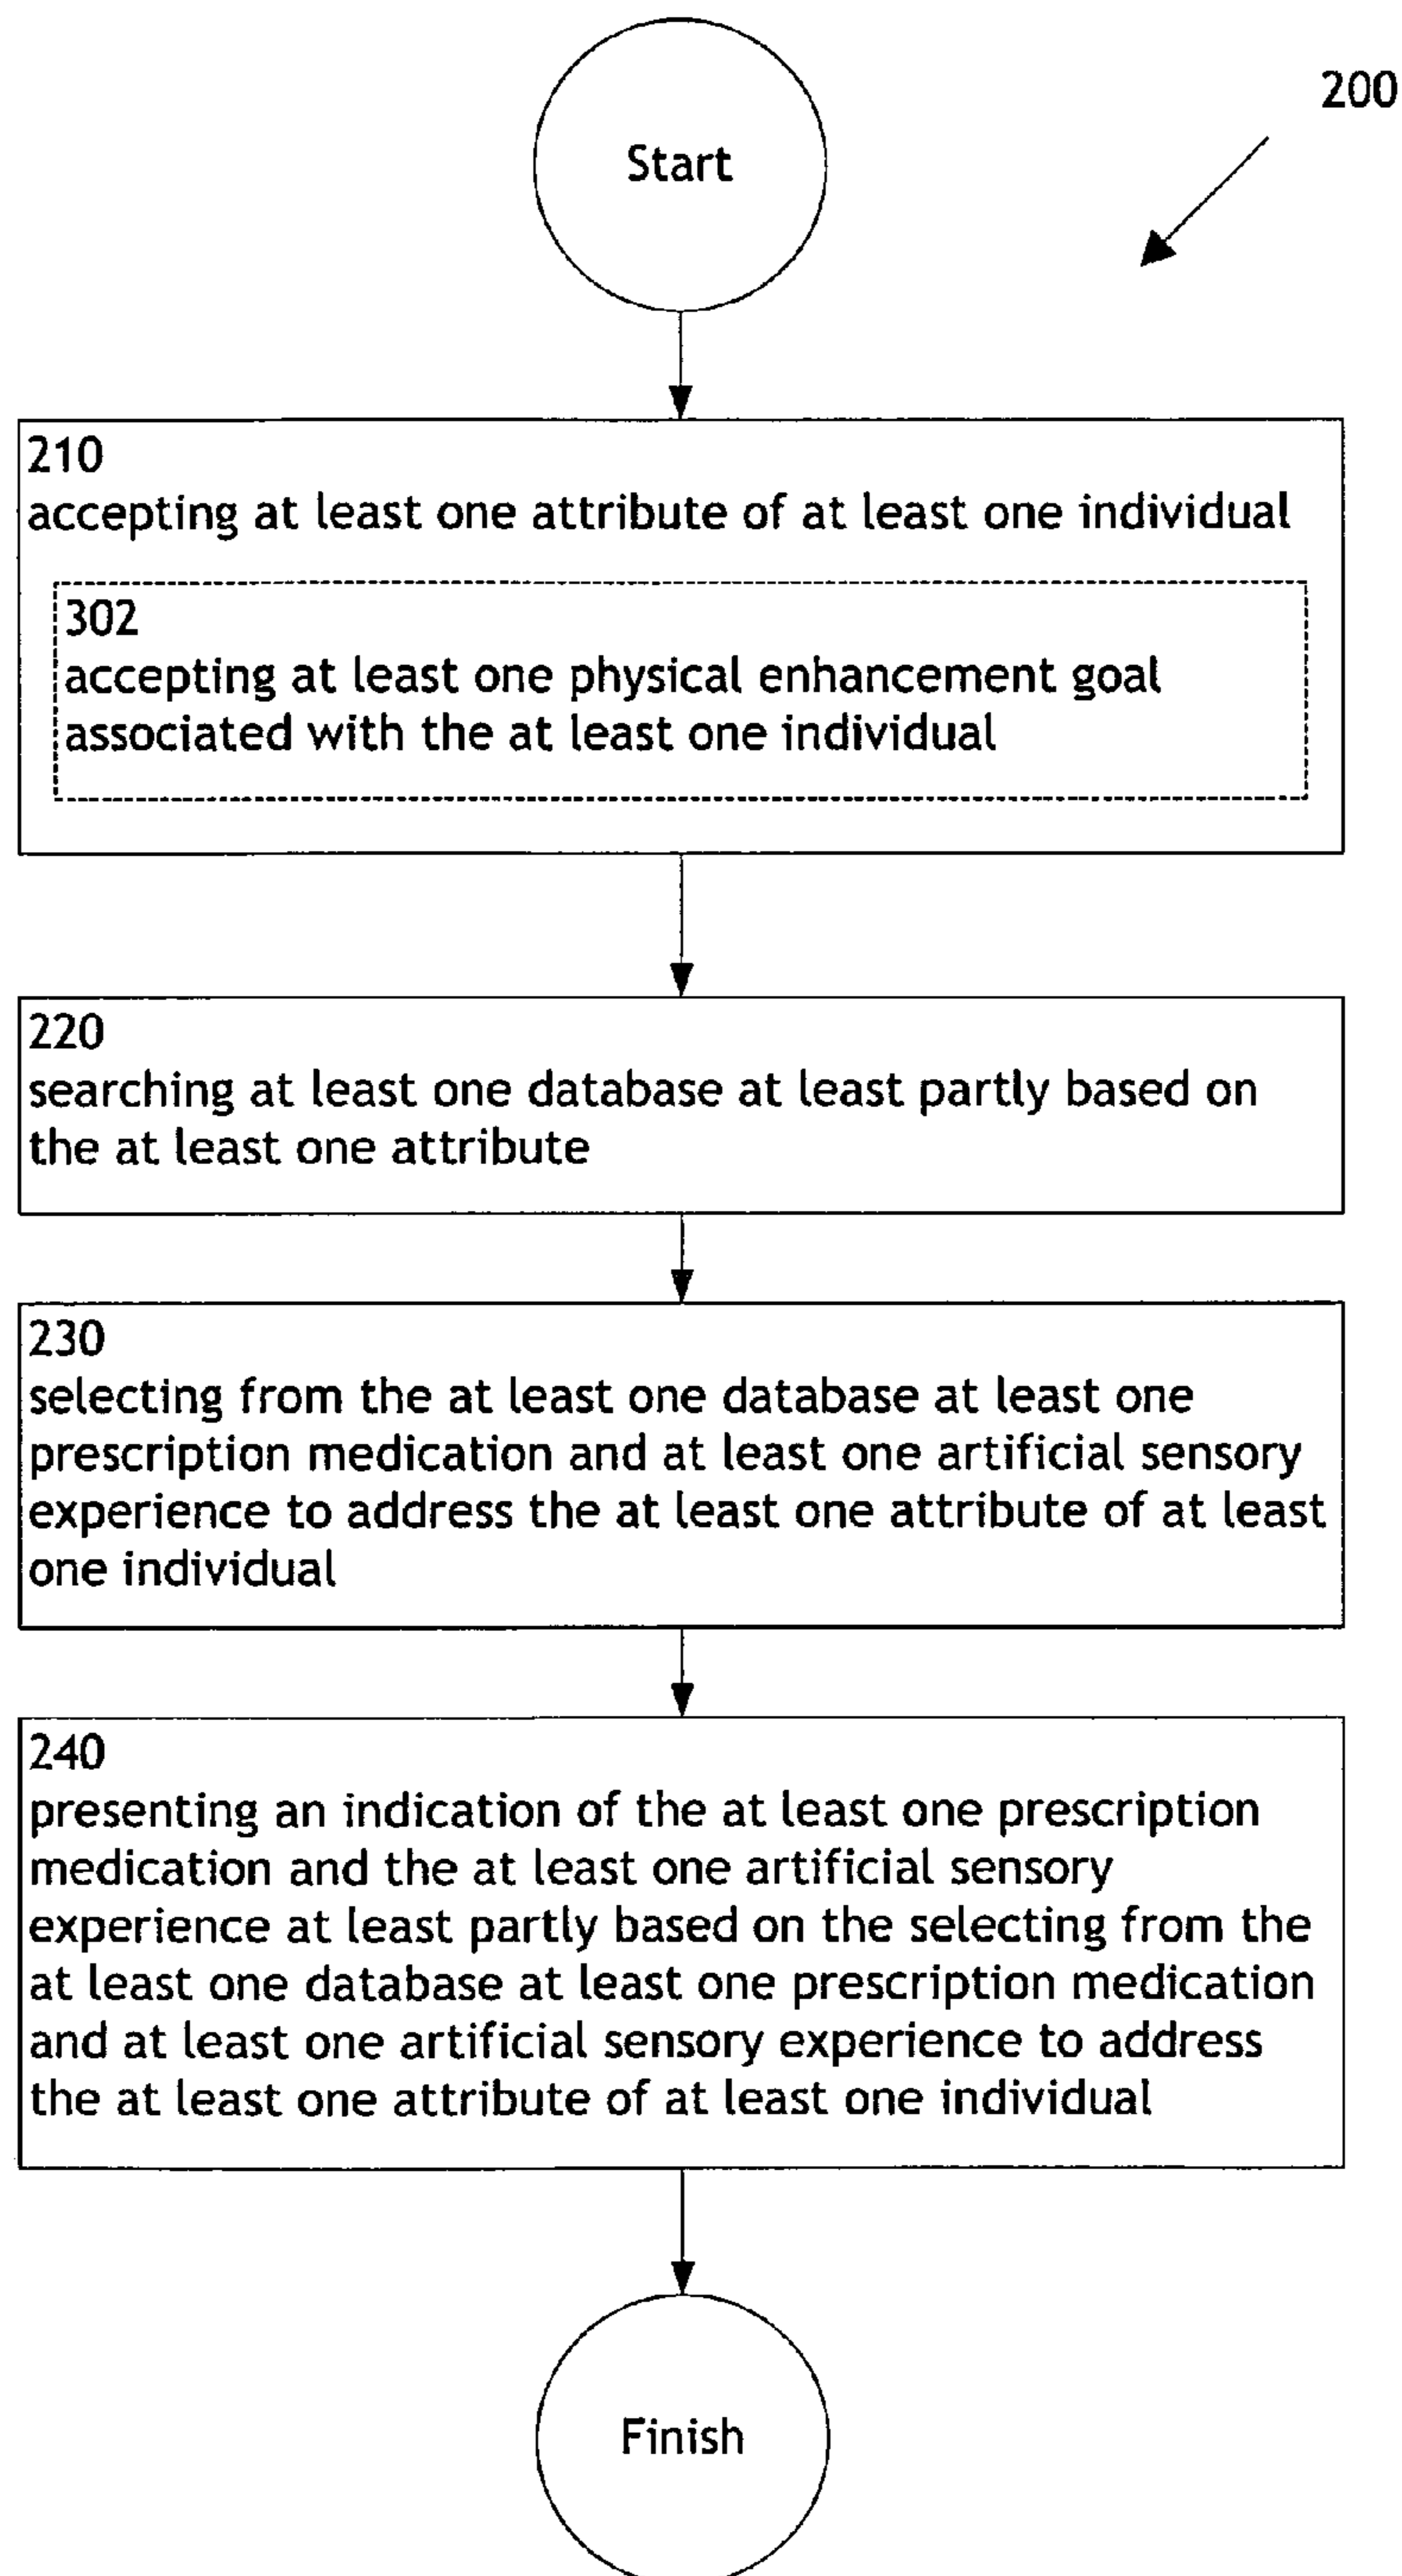 Start
200
210
accepting at least one attribute of at least one individual
302
accepting at least one physical enhancement goal
associated with the at least one individual
220
searching at least one database at least partly based on
the at least one attribute
230
selecting from the at least one database at least one
prescription medication and at least one artificial sensory
experience to address the at least one attribute of at least
one individual
240
presenting an indication of the at least one prescription
medication and the at least one artificial sensory
experience at least partly based on the selecting from the
at least one database at least one prescription medication
and at least one artificial sensory experience to address
the at least one attribute of at least one individual
Finish